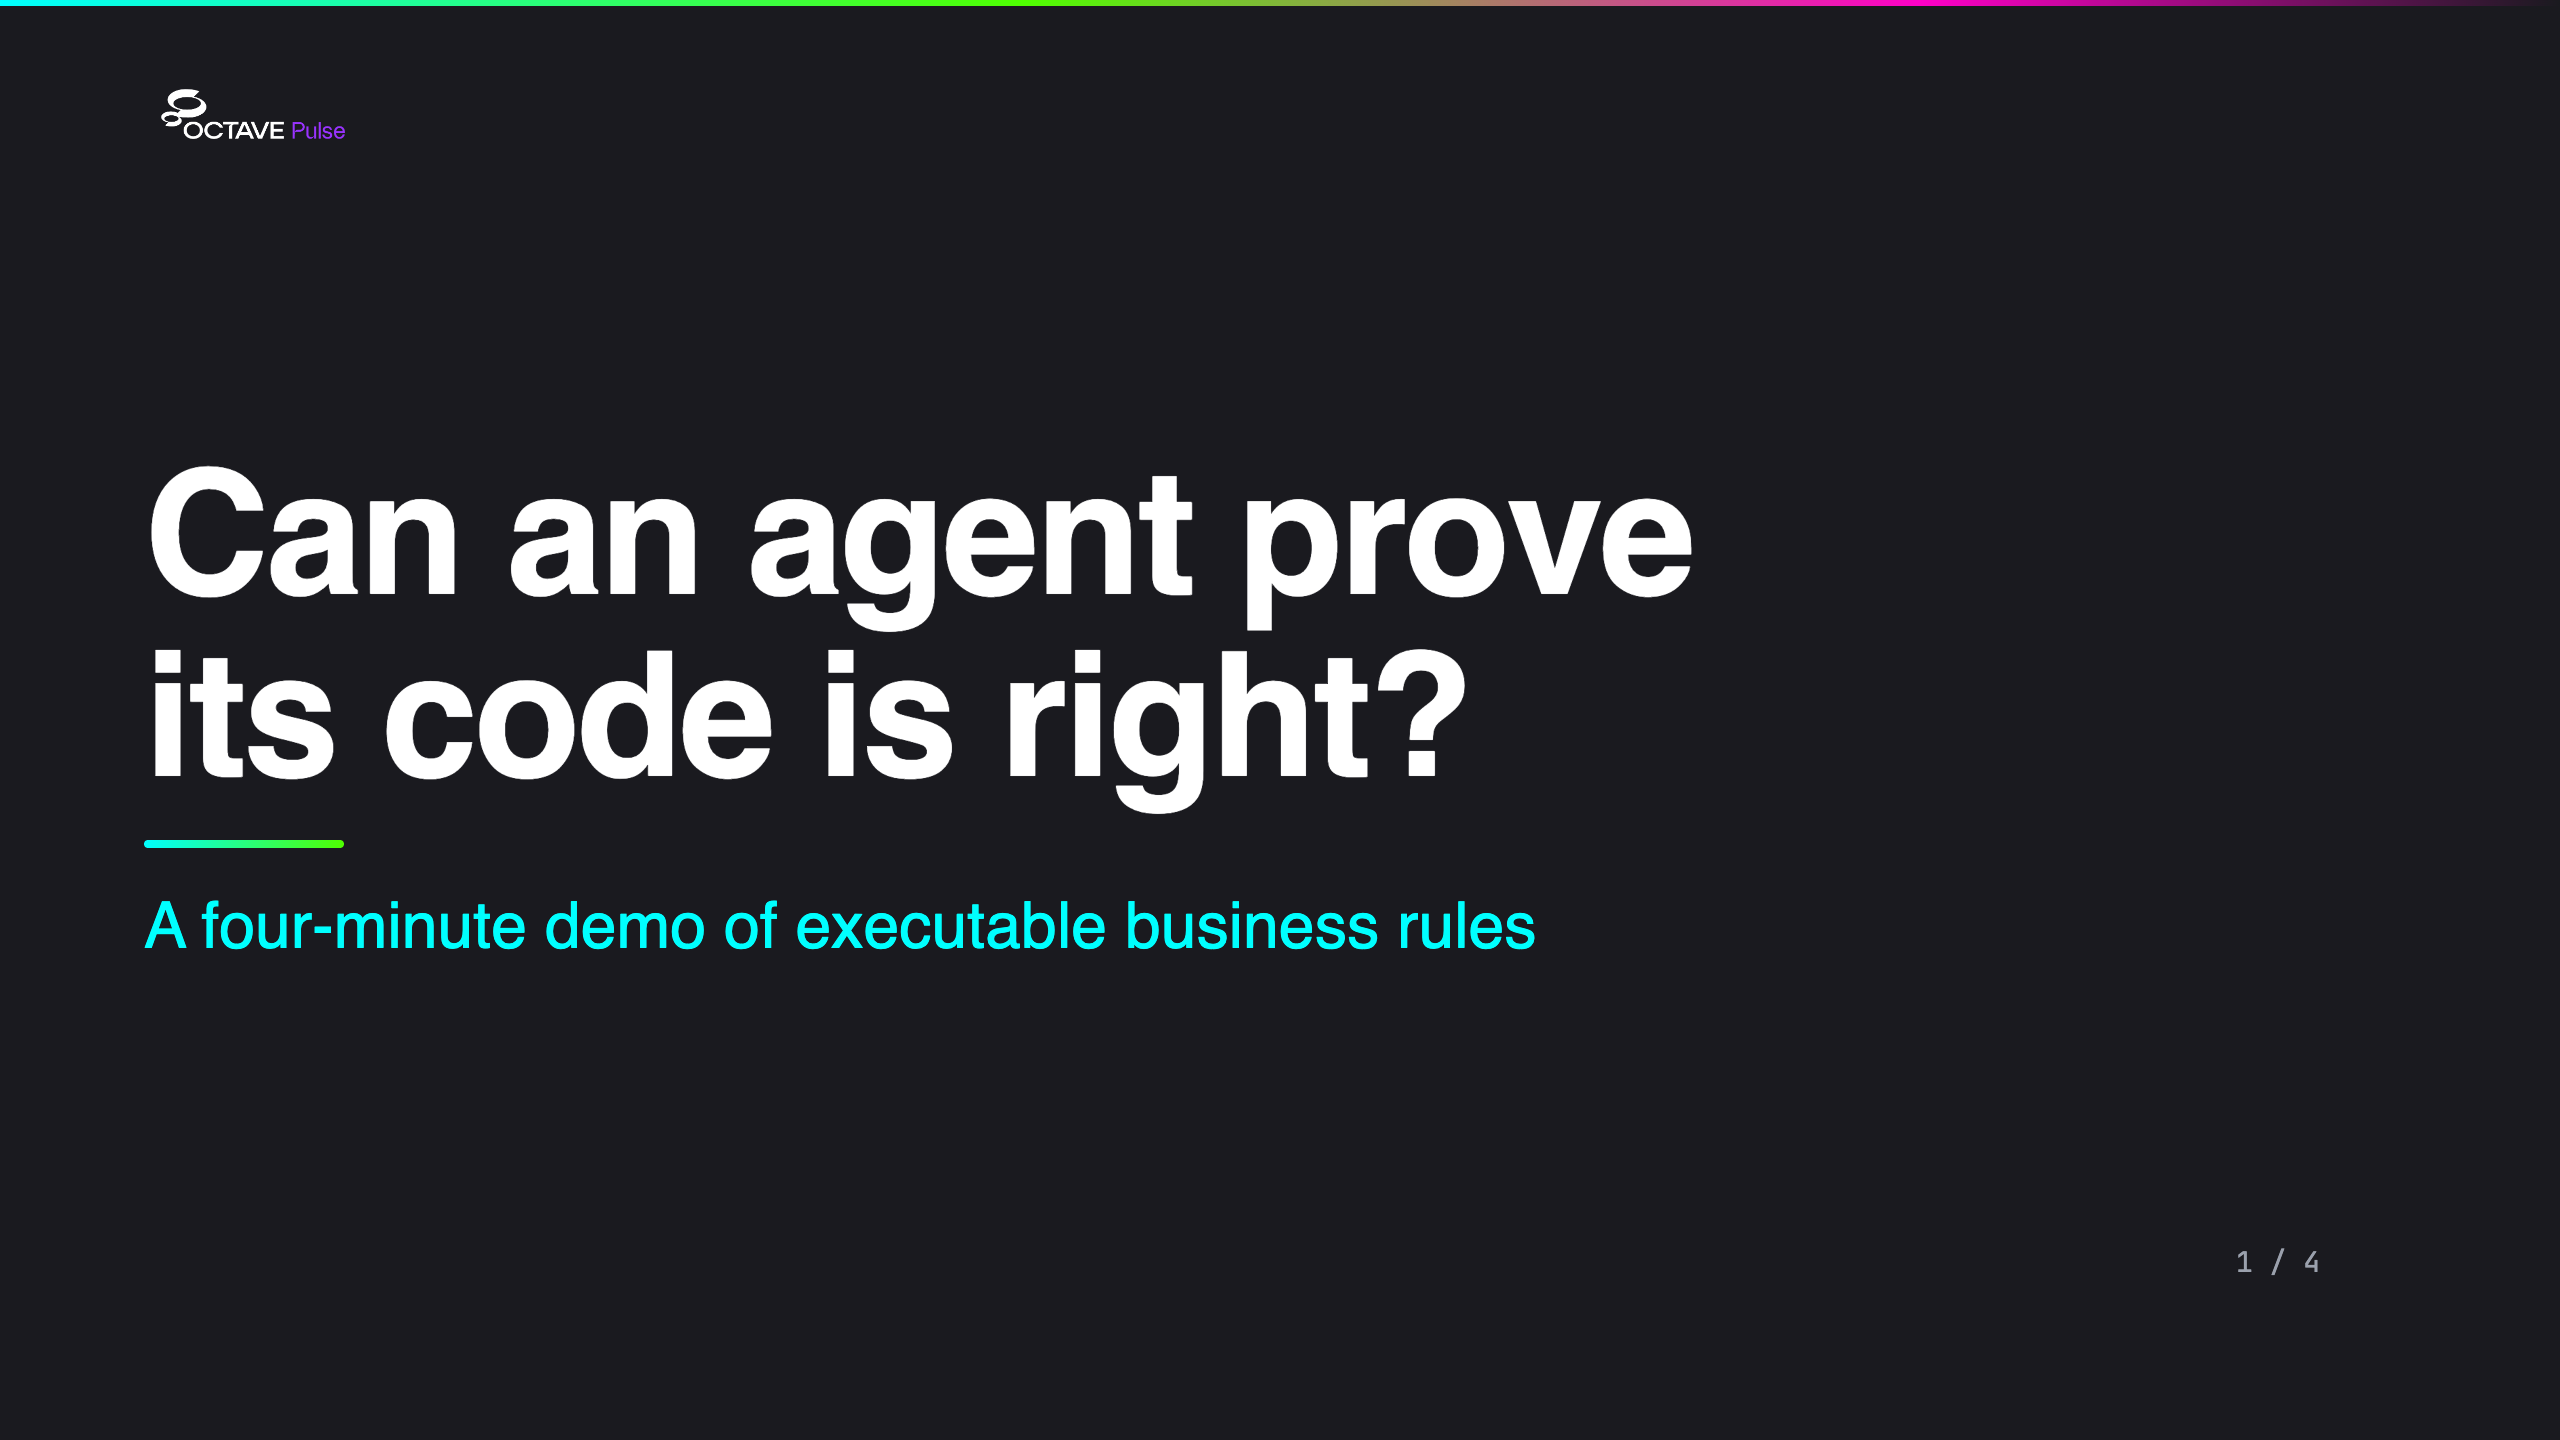 OCTAVE Pulse
Can an agent prove
its code is right?
A four-minute demo of executable business rules
1 / 4